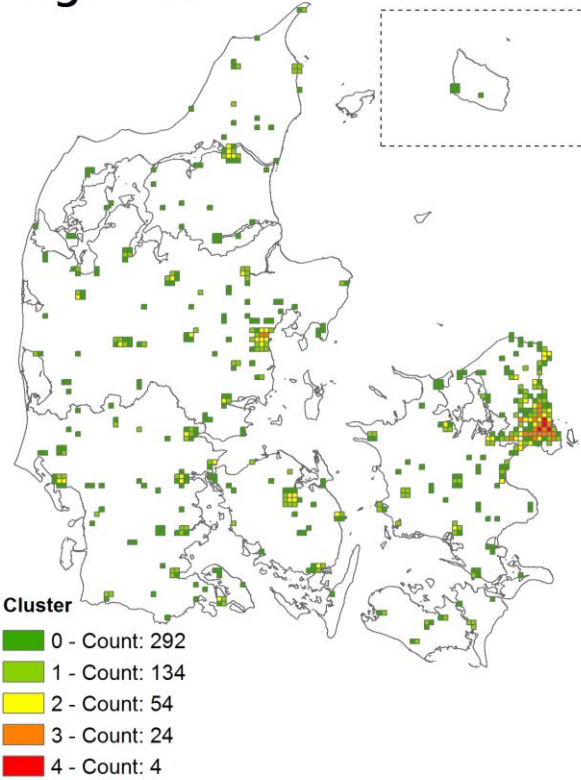 Cluster
0 - Count: 292
1 - Count: 134
2 - Count: 54
3 - Count: 24
4 - Count: 4